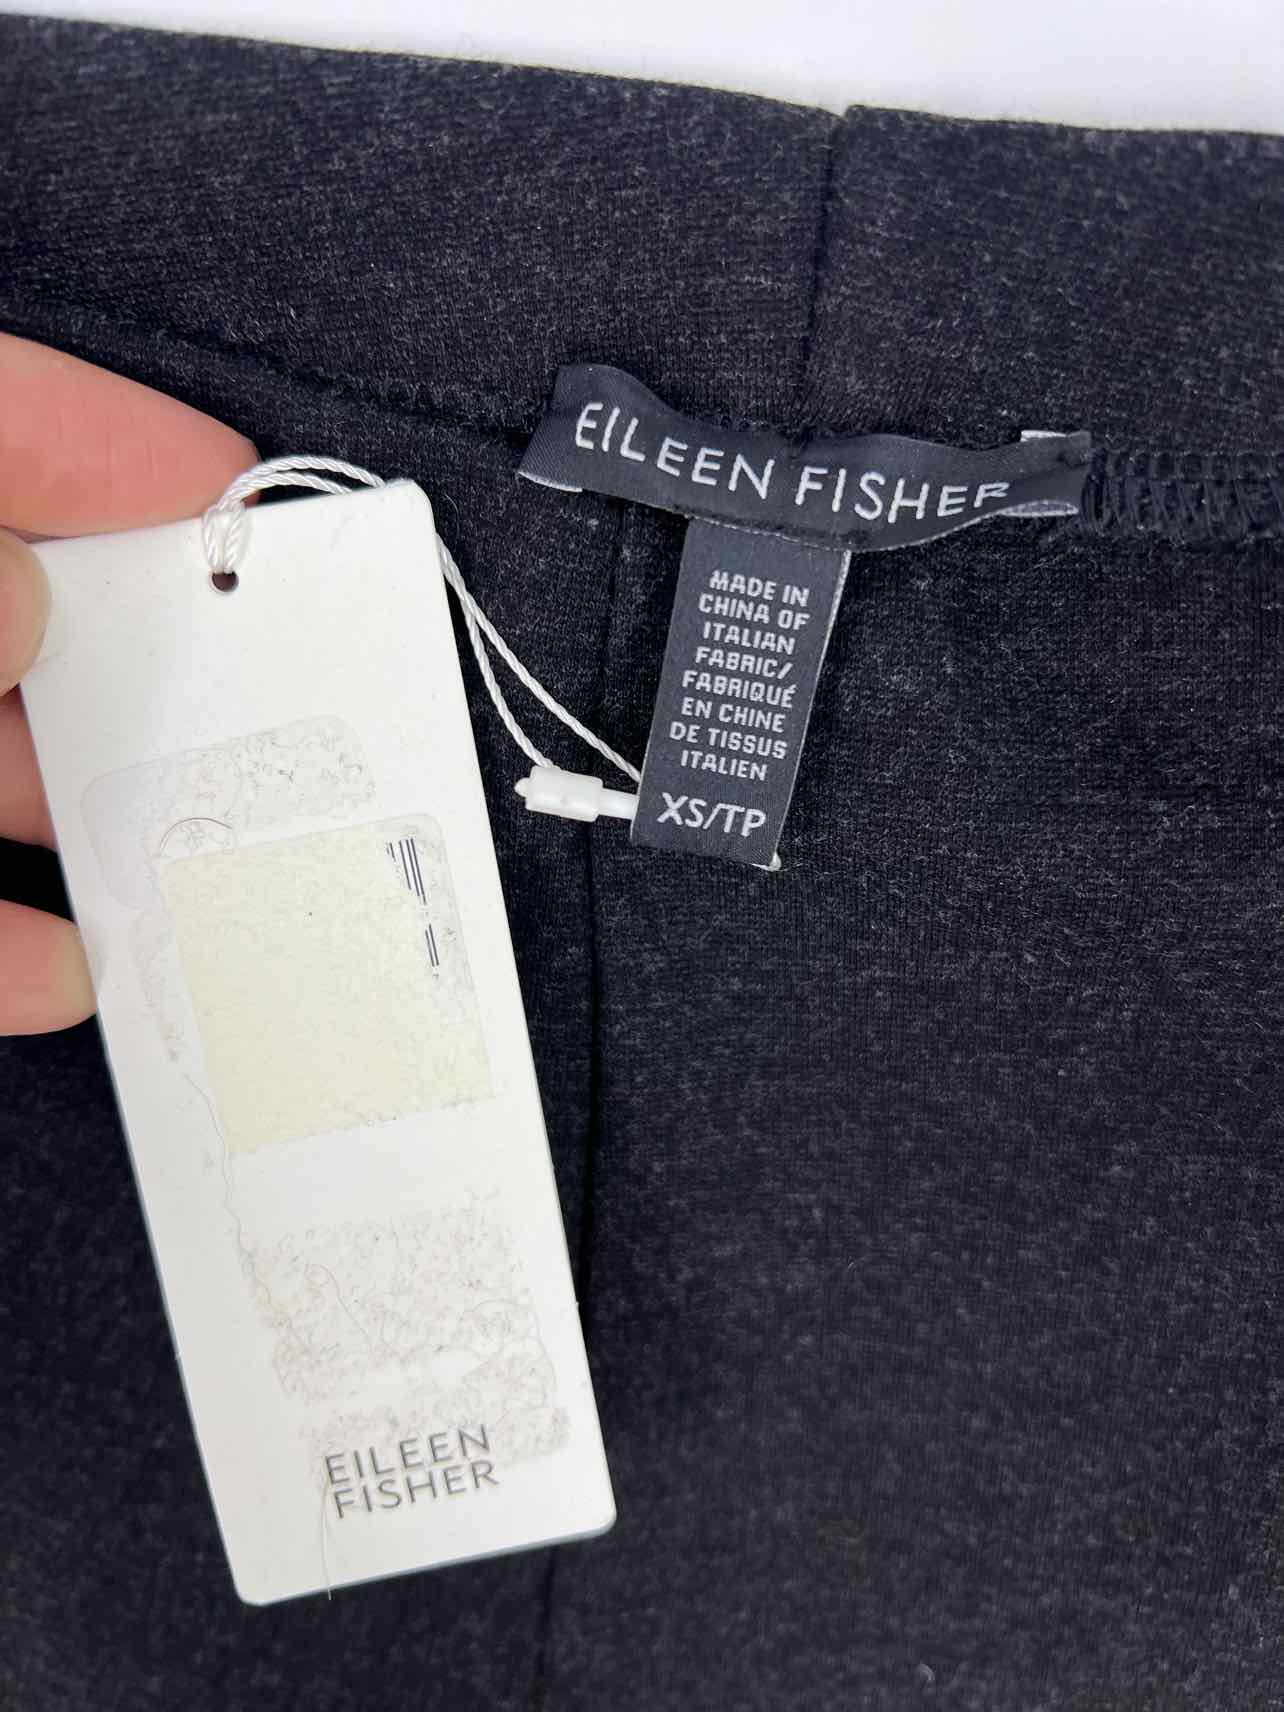 EILEEN FISHER
MADE IN
CHINA OF
ITALIAN
FABRIC/
FABRIQUÉ
EN CHINE
DE TISSUS
ITALIEN
XS/TP
EILEEN
FISHER